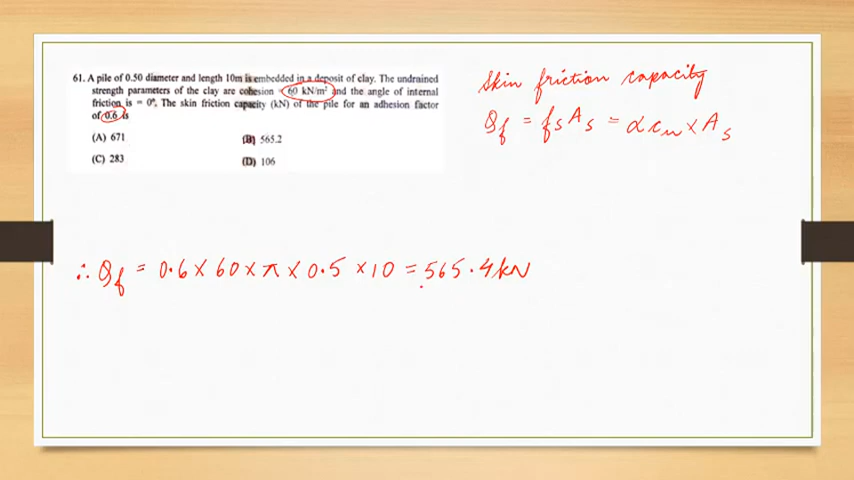 61. A pile of 0.50 diameter and length 10m is embedded in a deposit of clay. The undrained
strength parameters of the clay are cohesion = 60 kN/m² and the angle of internal
friction is = 0°, The skin friction capacity (kN) of the pile for an adhesion factor
of 0.6 is
(A) 671
(B) 565.2
(C) 283
(D) 106
Skin friction capacity
Qf = fs As = αcu × As
∴ Qf = 0.6 × 60 × π × 0.5 × 10 = 565.4 kN